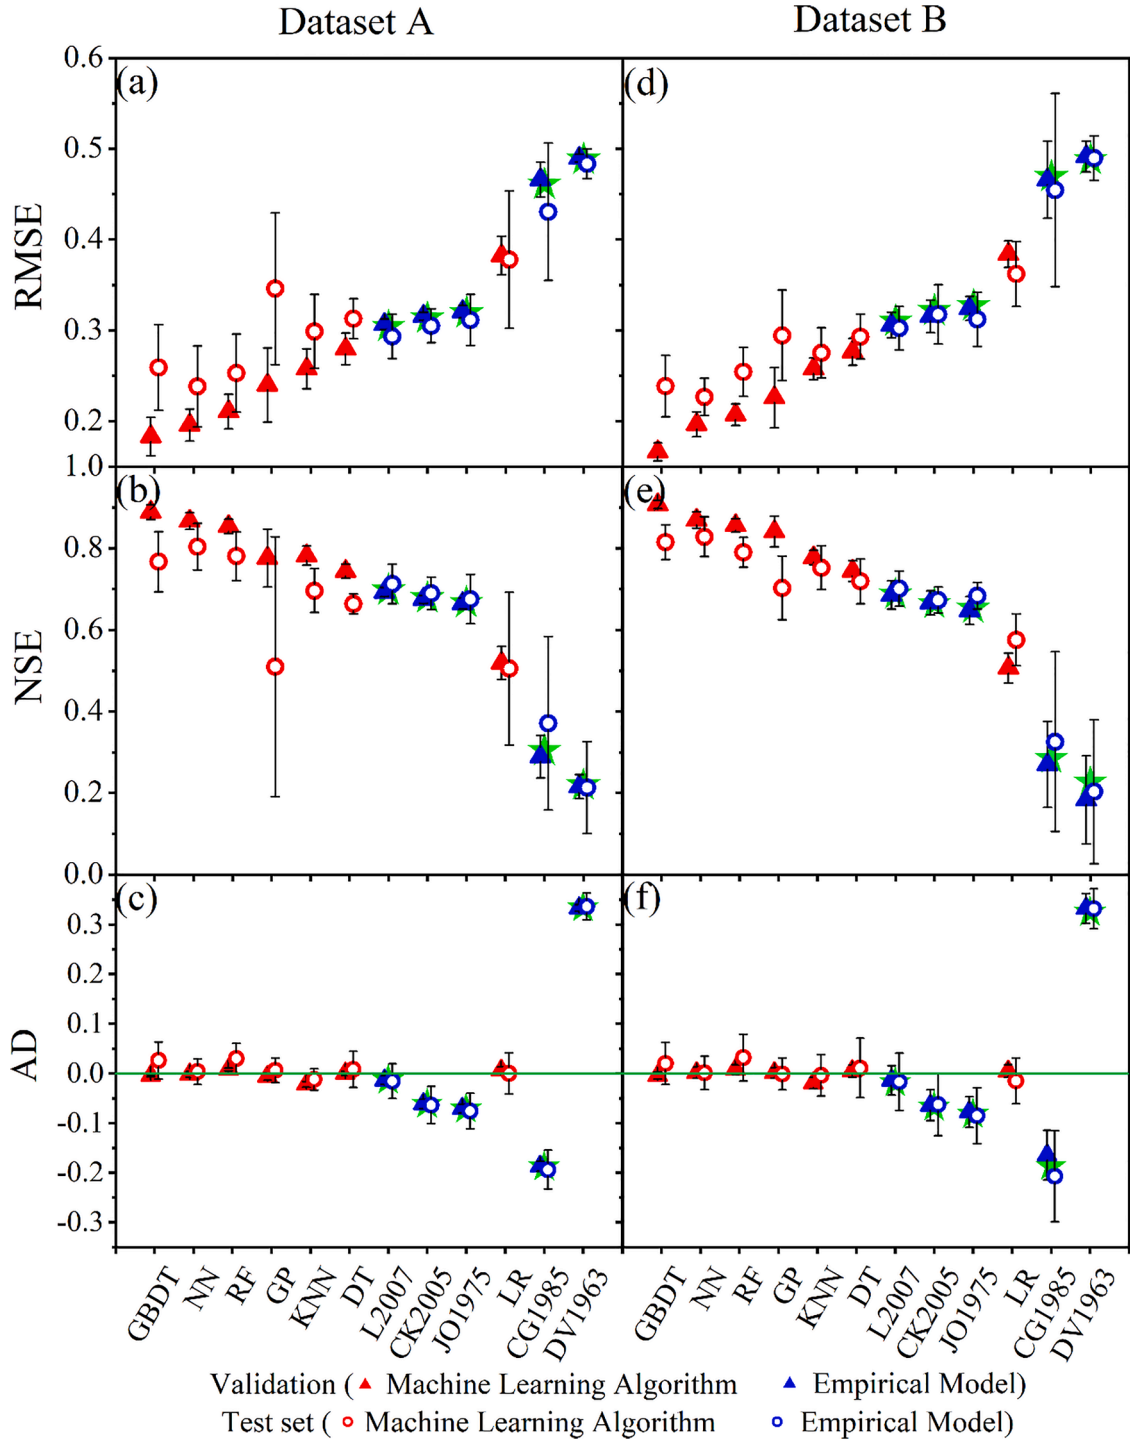 Dataset A
Dataset B
(a)
(d)
RMSE
0.6
0.5
0.4
0.3
0.2
(b)
(e)
NSE
1.0
0.8
0.6
0.4
0.2
0.0
(c)
(f)
AD
0.3
0.2
0.1
0.0
-0.1
-0.2
-0.3
GBDT
NN
RF
GP
KNN
DT
L2007
CK2005
JO1975
LR
CG1985
DV1963
GBDT
NN
RF
GP
KNN
DT
L2007
CK2005
JO1975
LR
CG1985
DV1963
Validation ( Machine Learning Algorithm Empirical Model)
Test set ( Machine Learning Algorithm Empirical Model)